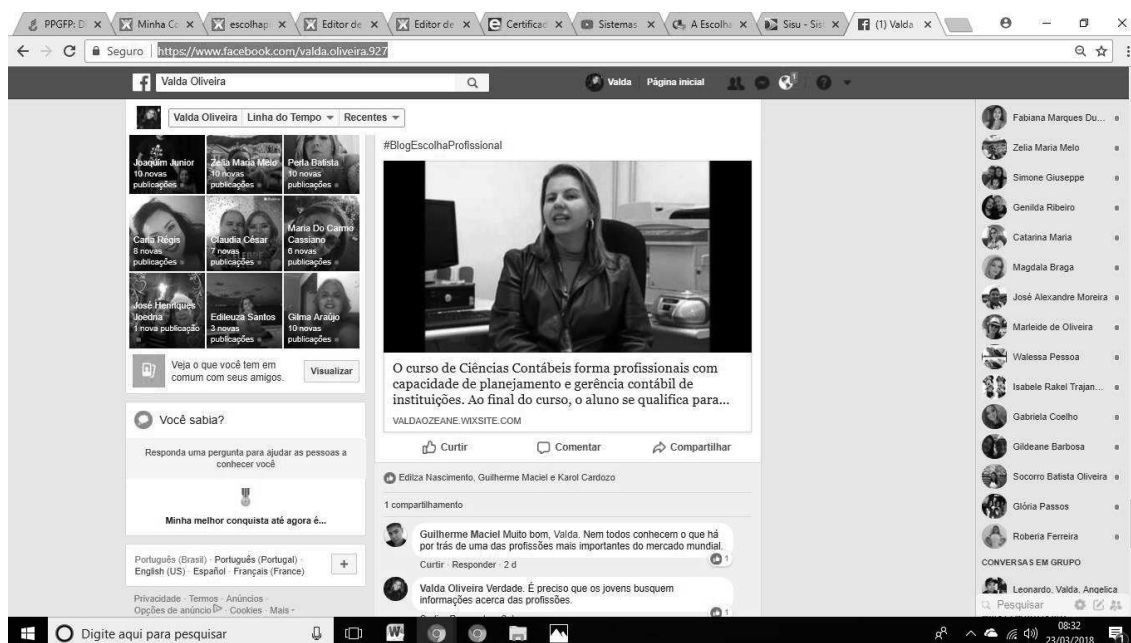 PPGFP: D
Minha Co
escolhap
Editor de
Editor de
Certificac
Sistemas
A Escolh
Sisu - Sis
(1) Valda
Seguro
https://www.facebook.com/valda.oliveira.927
Valda Oliveira
Valda
Página inicial
Valda Oliveira
Linha do Tempo
Recentes
Joaquim Junior
10 novas
publicações
Zelia Maria Melo
10 novas
publicações
Perla Batista
10 novas
publicações
Carla Régis
8 novas
publicações
Claudia César
7 novas
publicações
Maria Do Carmo
Cassiano
6 novas
publicações
José Henriques
Joedna
1 nova publicação
Edileuza Santos
3 novas
publicações
Gilma Araújo
10 novas
publicações
Veja o que você tem em
comum com seus amigos.
Visualizar
Você sabia?
Responda uma pergunta para ajudar as pessoas a
conhecer você
Minha melhor conquista até agora é...
Português (Brasil) · Português (Portugal) ·
English (US) · Español · Français (France)
+
Privacidade · Termos · Anúncios ·
Opções de anúncio · Cookies · Mais
#BlogEscolhaProfissional
O curso de Ciências Contábeis forma profissionais com
capacidade de planejamento e gerência contábil de
instituições. Ao final do curso, o aluno se qualifica para...
VALDAOZEANE.WIXSITE.COM
Curtir
Comentar
Compartilhar
Edilza Nascimento, Guilherme Maciel e Karol Cardozo
1 compartilhamento
Guilherme Maciel Muito bom, Valda. Nem todos conhecem o que há
por trás de uma das profissões mais importantes do mercado mundial.
1
Curtir · Responder · 2 d
Valda Oliveira Verdade. É preciso que os jovens busquem
informações acerca das profissões.
1
Fabiana Marques Du...
Zelia Maria Melo
Simone Giuseppe
Genilda Ribeiro
Catarina Maria
Magdala Braga
José Alexandre Moreira
Marleide de Oliveira
Walessa Pessoa
Isabele Rakel Trajan...
Gabriela Coelho
Gildeane Barbosa
Socorro Batista Oliveira
Glória Passos
Roberia Ferreira
CONVERSAS EM GRUPO
Leonardo, Valda, Angelica
Pesquisar
Digite aqui para pesquisar
08:32
23/03/2018